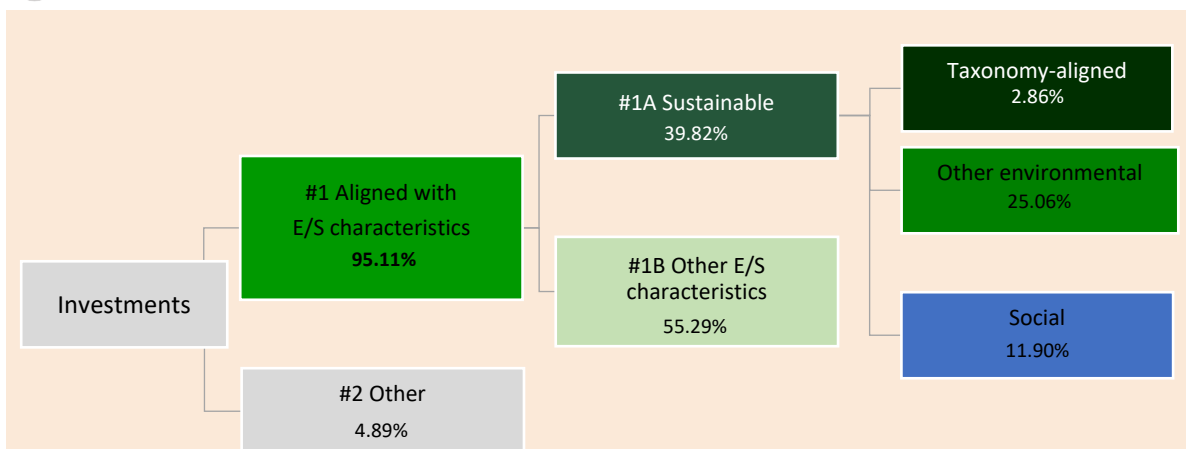 Investments
#1 Aligned with
E/S characteristics
95.11%
#2 Other
4.89%
#1A Sustainable
39.82%
#1B Other E/S
characteristics
55.29%
Taxonomy-aligned
2.86%
Other environmental
25.06%
Social
11.90%